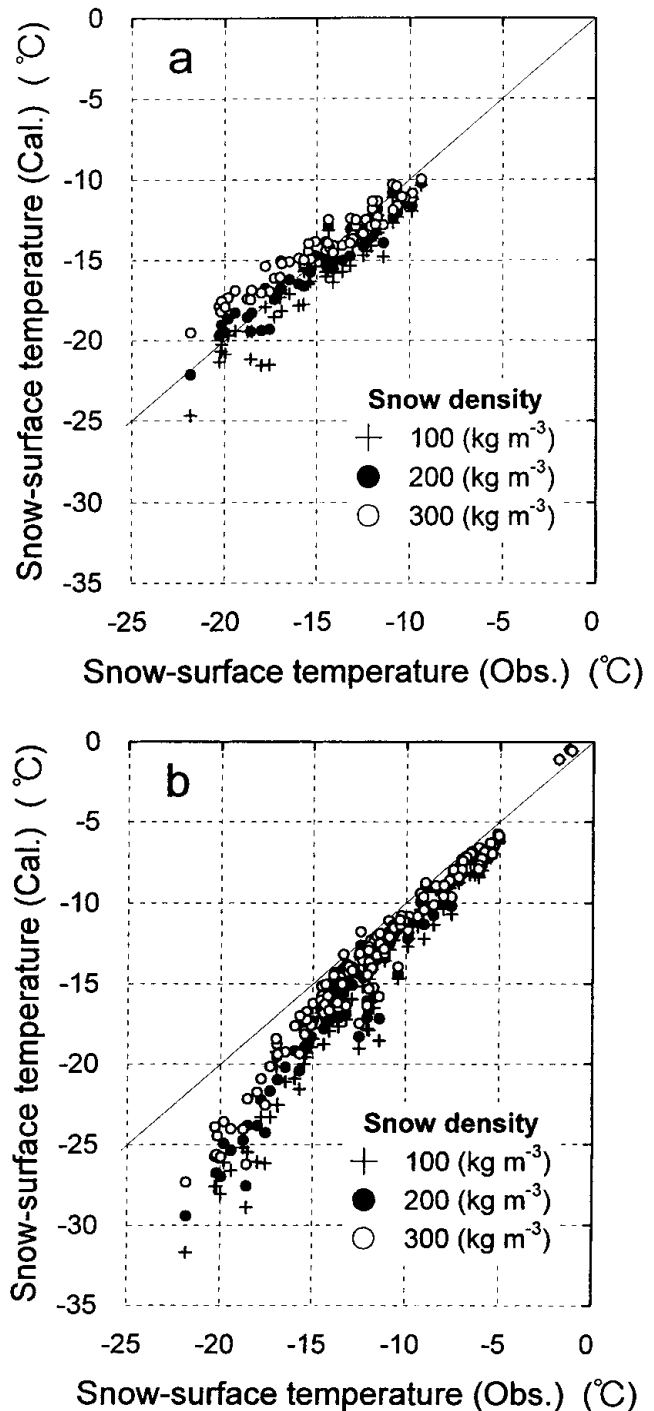 a
Snow-surface temperature (Cal.) (℃)
0
-5
-10
-15
-20
-25
-30
-35
Snow density
100 (kg m-3)
200 (kg m-3)
300 (kg m-3)
-25 -20 -15 -10 -5 0
Snow-surface temperature (Obs.) (℃)
b
Snow-surface temperature (Cal.) (℃)
0
-5
-10
-15
-20
-25
-30
-35
Snow density
100 (kg m-3)
200 (kg m-3)
300 (kg m-3)
-25 -20 -15 -10 -5 0
Snow-surface temperature (Obs.) (℃)